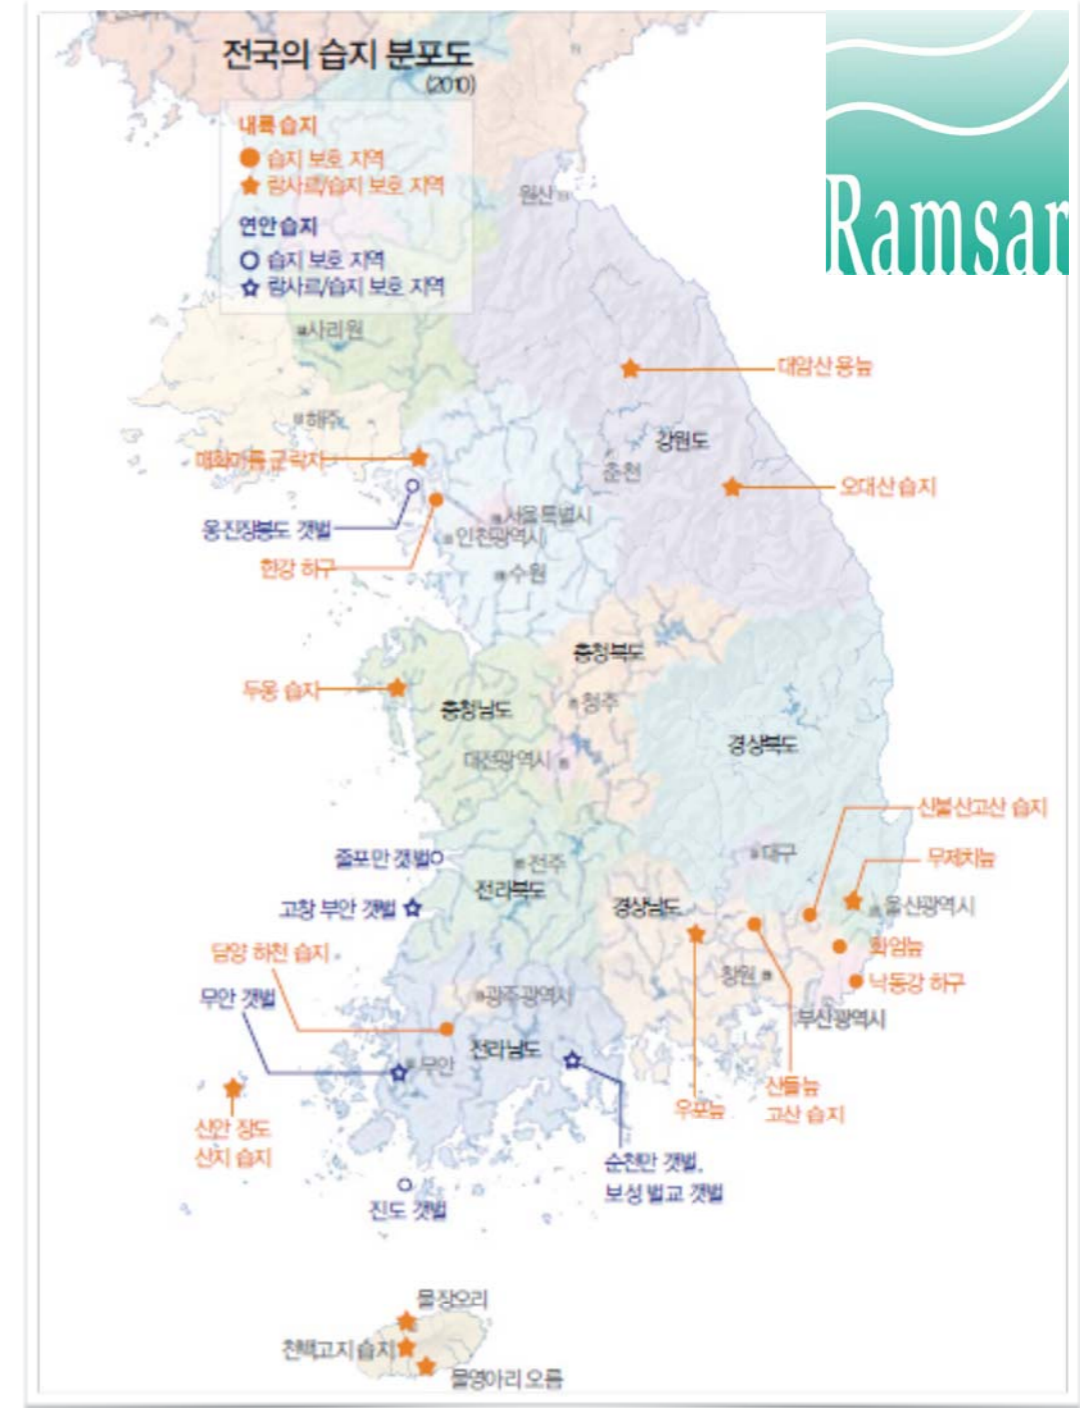 전국의 습지 분포도
(2010)
내륙 습지
습지 보호 지역
람사르/습지 보호 지역
연안 습지
습지 보호 지역
람사르/습지 보호 지역
Ramsar
원산
사리원
해주
대암산 용늪
강원도
춘천
매화마름 군락지
오대산 습지
옹진장봉도 갯벌
서울특별시
인천광역시
한강 하구
수원
충청북도
두웅 습지
청주
충청남도
경상북도
대전광역시
신불산고산 습지
줄포만 갯벌
전주
대구
무제치늪
전라북도
고창 부안 갯벌
경상남도
울산광역시
담양 하천 습지
화엄늪
창원
낙동강 하구
무안 갯벌
광주광역시
부산광역시
전라남도
무안
산들늪
고산 습지
우포늪
신안 장도
산지 습지
순천만 갯벌,
보성 벌교 갯벌
진도 갯벌
물장오리
천백고지 습지
물영아리 오름